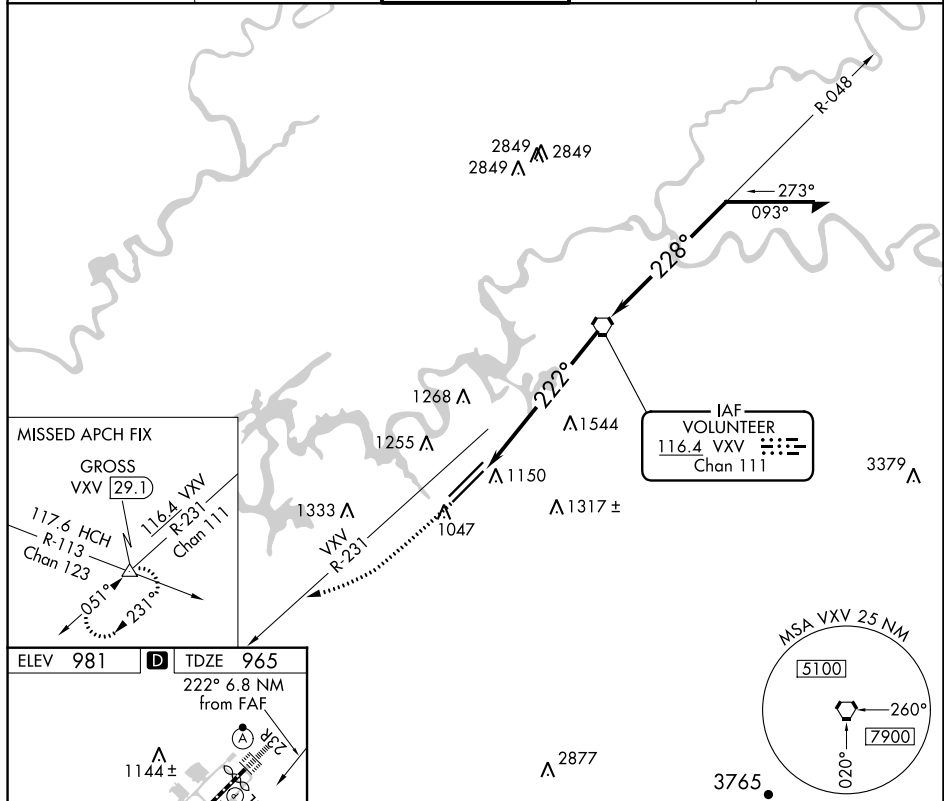 R-048
2849
2849
2849
273°
093°
228°
222°
1268
1544
1255
IAF
VOLUNTEER
116.4 VXV
Chan 111
3379
1150
1333
1047
1317 ±
VXV
R-231
MISSED APCH FIX
GROSS
VXV 29.1
117.6 HCH
R-113
Chan 123
116.4 VXV
R-231
Chan 111
051°
231°
ELEV 981
D
TDZE 965
222° 6.8 NM
from FAF
A
23R
1144 ±
P
2877
3765
MSA VXV 25 NM
5100
260°
7900
020°